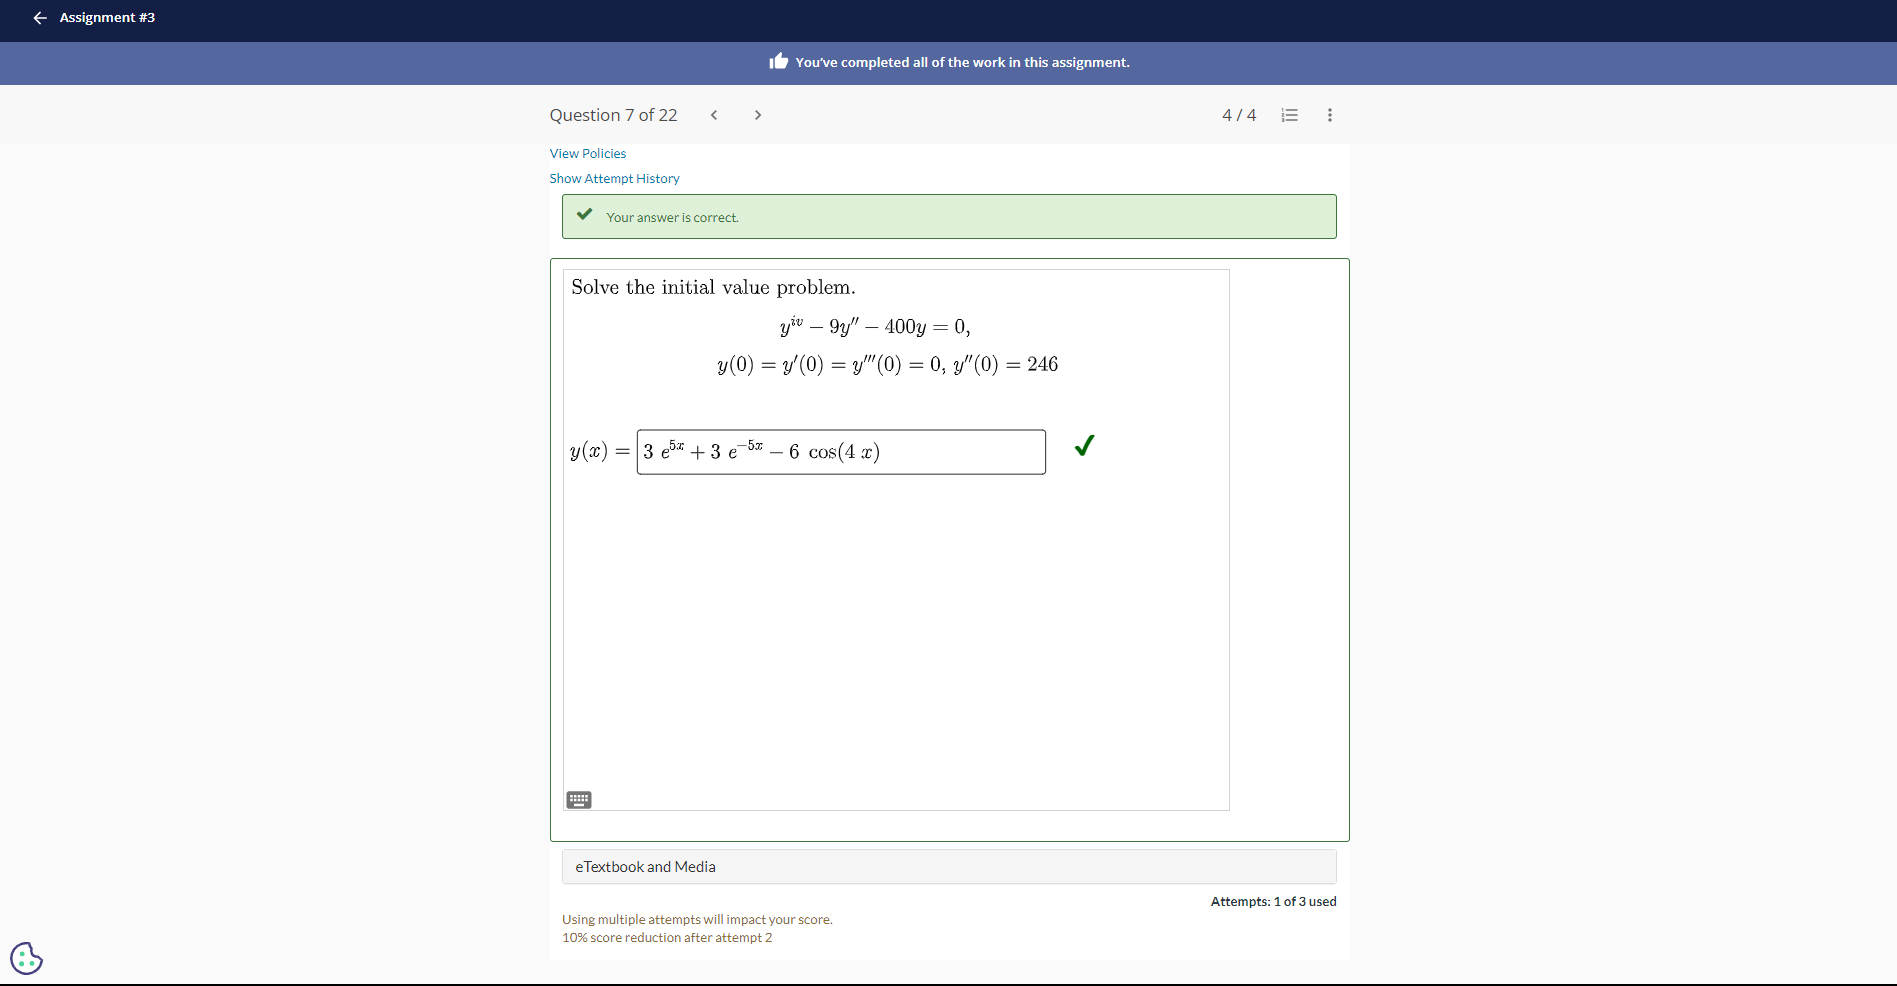 Assignment #3
You've completed all of the work in this assignment.
Question 7 of 22
4 / 4
View Policies
Show Attempt History
Your answer is correct.
Solve the initial value problem.
yⁱᵛ − 9y″ − 400y = 0,
y(0) = y′(0) = y‴(0) = 0, y″(0) = 246
y(x) = 3 e^{5x} + 3 e^{−5x} − 6 cos(4 x)
eTextbook and Media
Attempts: 1 of 3 used
Using multiple attempts will impact your score.
10% score reduction after attempt 2